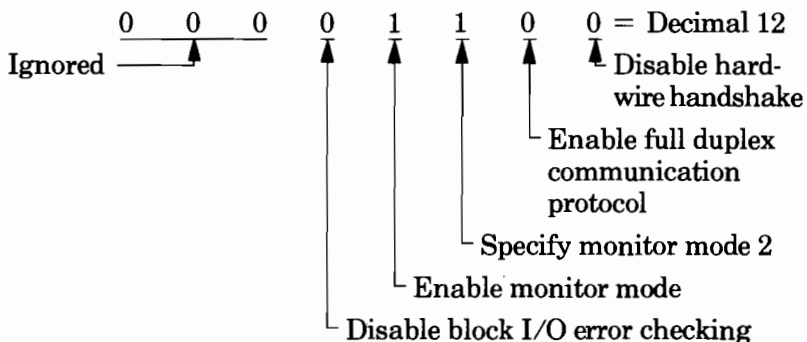 0 0 0 0 1 1 0 0 = Decimal 12
Ignored
Disable hard-
wire handshake
Enable full duplex
communication
protocol
Specify monitor mode 2
Enable monitor mode
Disable block I/O error checking